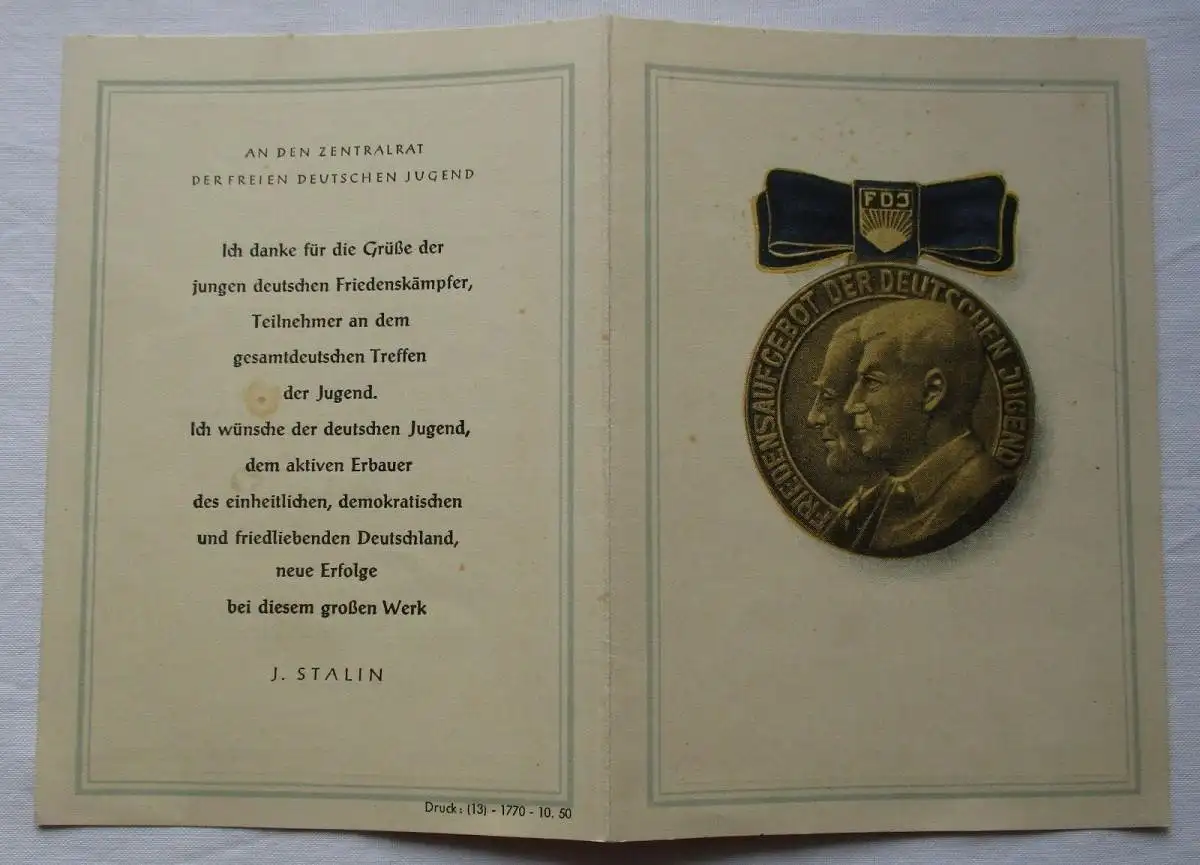 AN DEN ZENTRALRAT
DER FREIEN DEUTSCHEN JUGEND
Ich danke für die Grüße der
jungen deutschen Friedenskämpfer,
Teilnehmer an dem
gesamtdeutschen Treffen
der Jugend.
Ich wünsche der deutschen Jugend,
dem aktiven Erbauer
des einheitlichen, demokratischen
und friedliebenden Deutschland,
neue Erfolge
bei diesem großen Werk
J. STALIN
Druck: (13) - 1770 - 10. 50
FDJ
FRIEDENSAUFGEBOT DER DEUTSCHEN JUGEND